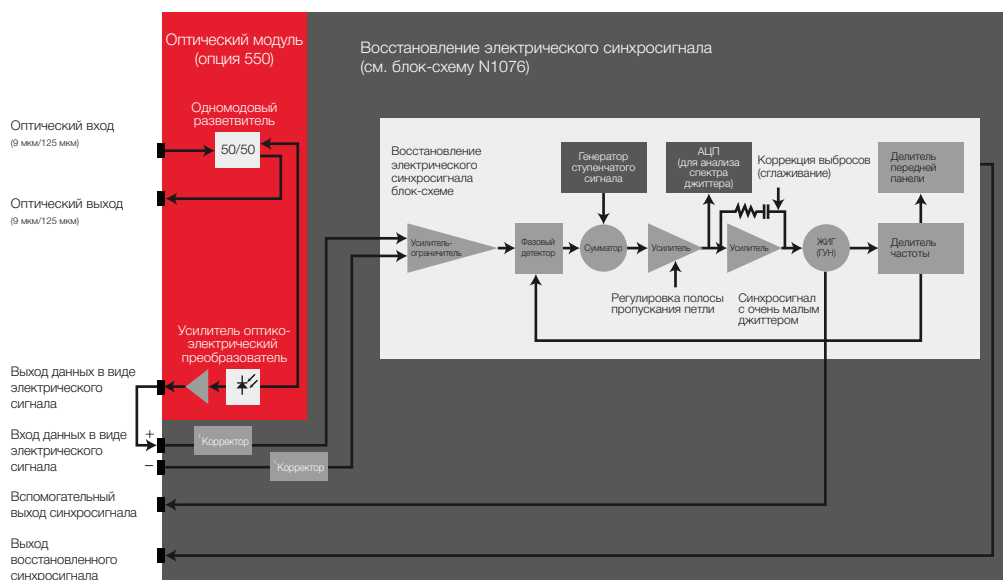 Оптический модуль
(опция 550)
Восстановление электрического синхросигнала
(см. блок-схему N1076)
Одномодовый
разветвитель
50/50
Оптический вход
(9 мкм/125 мкм)
Оптический выход
(9 мкм/125 мкм)
Восстановление
электрического
синхросигнала
блок-схеме
Генератор
ступенчатого
сигнала
АЦП
(для анализа
спектра
джиттера)
Коррекция выбросов
(сглаживание)
Делитель
передней
панели
Усилитель-
ограничитель
Фазовый
детектор
Сумматор
Усилитель
Усилитель
ЖИГ
(ГУН)
Делитель
частоты
Регулировка полосы
пропускания петли
Синхросигнал
с очень малым
джиттером
Усилитель оптико-
электрический
преобразователь
Выход данных в виде
электрического
сигнала
Вход данных в виде
электрического
сигнала
+
–
1Корректор
1Корректор
Вспомогательный
выход синхросигнала
Выход
восстановленного
синхросигнала